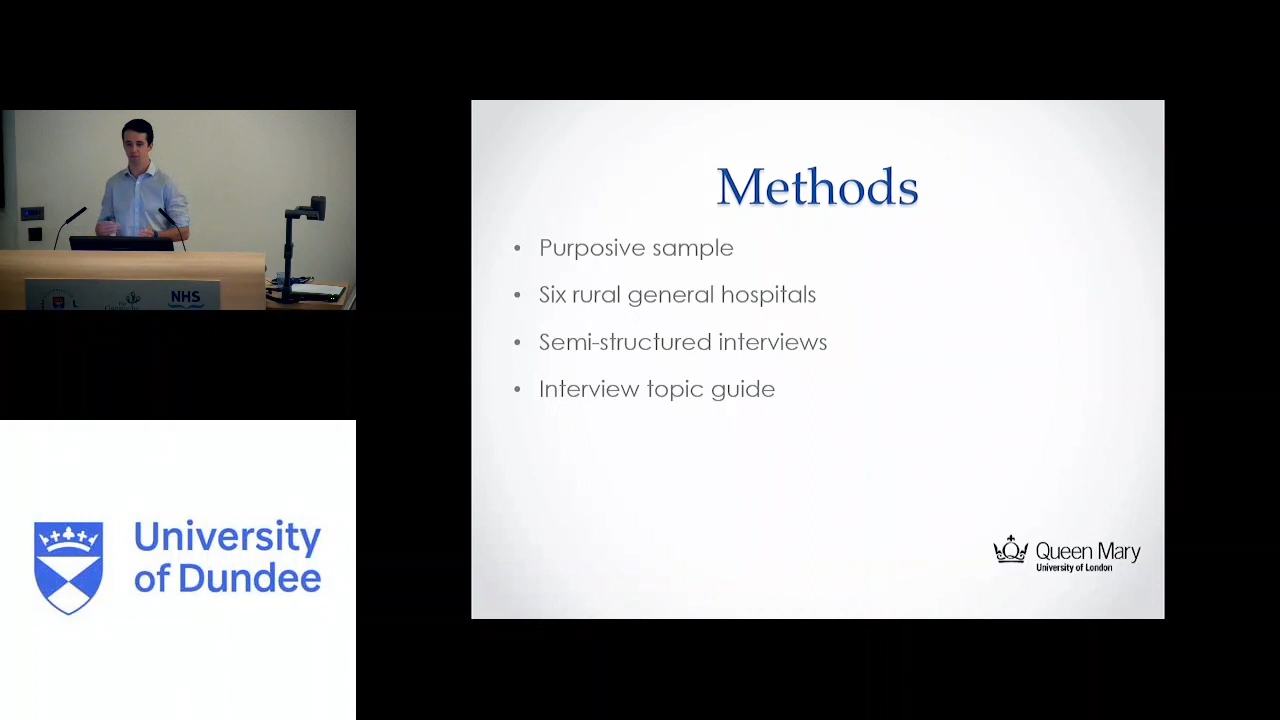 Methods
• Purposive sample
• Six rural general hospitals
• Semi-structured interviews
• Interview topic guide
Queen Mary
University of London
NHS
University
of Dundee